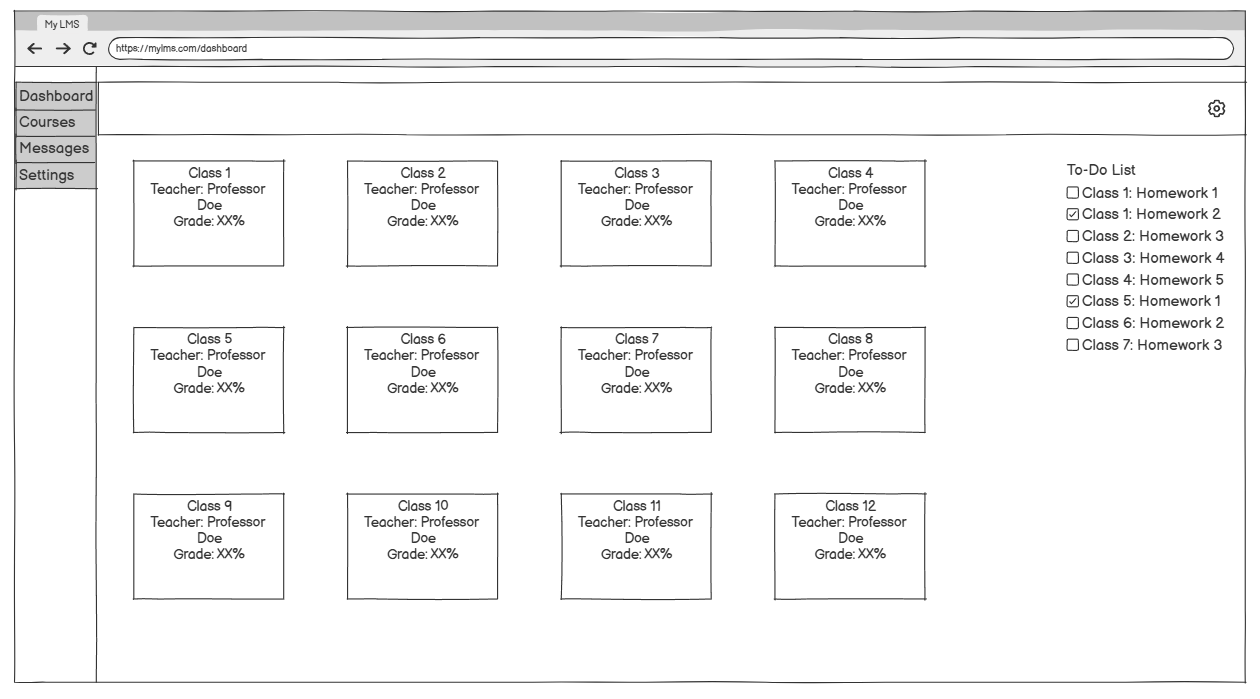 My LMS
https://mylms.com/dashboard
Dashboard
Courses
Messages
Settings
Class 1
Teacher: Professor
Doe
Grade: XX%
Class 2
Teacher: Professor
Doe
Grade: XX%
Class 3
Teacher: Professor
Doe
Grade: XX%
Class 4
Teacher: Professor
Doe
Grade: XX%
Class 5
Teacher: Professor
Doe
Grade: XX%
Class 6
Teacher: Professor
Doe
Grade: XX%
Class 7
Teacher: Professor
Doe
Grade: XX%
Class 8
Teacher: Professor
Doe
Grade: XX%
Class 9
Teacher: Professor
Doe
Grade: XX%
Class 10
Teacher: Professor
Doe
Grade: XX%
Class 11
Teacher: Professor
Doe
Grade: XX%
Class 12
Teacher: Professor
Doe
Grade: XX%
To-Do List
Class 1: Homework 1
Class 1: Homework 2
Class 2: Homework 3
Class 3: Homework 4
Class 4: Homework 5
Class 5: Homework 1
Class 6: Homework 2
Class 7: Homework 3